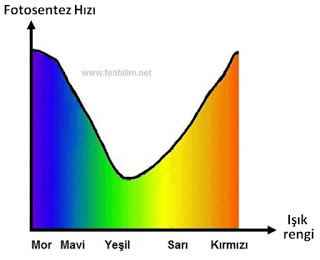 Fotosentez Hızı
www.fenbilim.net
Işık
rengi
Mor Mavi Yeşil Sarı Kırmızı